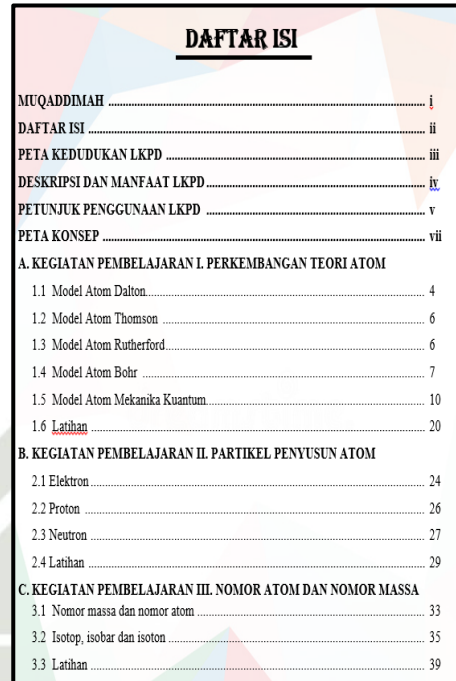 DAFTAR ISI
MUQADDIMAH ........................................ i
DAFTAR ISI ........................................ ii
PETA KEDUDUKAN LKPD ........................................ iii
DESKRIPSI DAN MANFAAT LKPD ........................................ iv
PETUNJUK PENGGUNAAN LKPD ........................................ v
PETA KONSEP ........................................ vii
A. KEGIATAN PEMBELAJARAN I. PERKEMBANGAN TEORI ATOM
1.1 Model Atom Dalton ........................................ 4
1.2 Model Atom Thomson ........................................ 6
1.3 Model Atom Rutherford ........................................ 6
1.4 Model Atom Bohr ........................................ 7
1.5 Model Atom Mekanika Kuantum ........................................ 10
1.6 Latihan ........................................ 20
B. KEGIATAN PEMBELAJARAN II. PARTIKEL PENYUSUN ATOM
2.1 Elektron ........................................ 24
2.2 Proton ........................................ 26
2.3 Neutron ........................................ 27
2.4 Latihan ........................................ 29
C. KEGIATAN PEMBELAJARAN III. NOMOR ATOM DAN NOMOR MASSA
3.1 Nomor massa dan nomor atom ........................................ 33
3.2 Isotop, isobar dan isoton ........................................ 35
3.3 Latihan ........................................ 39